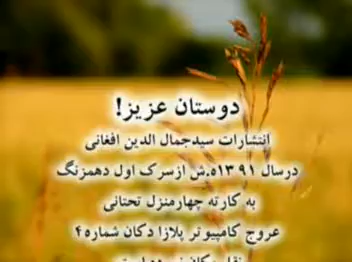 دوستان عزیز!
انتشارات سیدجمال الدین افغانی
درسال ۱۳۹۱ه.ش ازسرک اول دهمزنگ
به کارته چهارمنزل تحتانی
عروج کامپیوتر پلازا دکان شماره۴